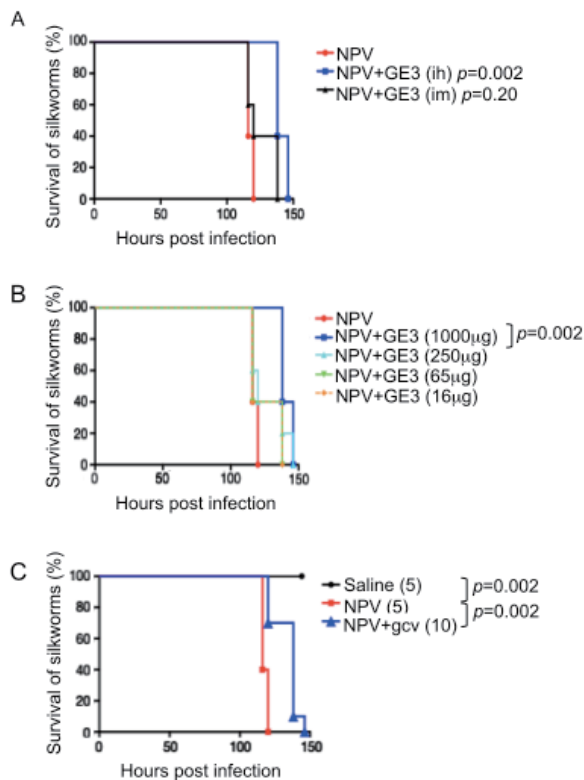 A
Survival of silkworms (%)
100
80
60
40
20
0
0 50 100 150
Hours post infection
NPV
NPV+GE3 (ih) p=0.002
NPV+GE3 (im) p=0.20
B
Survival of silkworms (%)
100
80
60
40
20
0
0 50 100 150
Hours post infection
NPV
NPV+GE3 (1000µg)
NPV+GE3 (250µg)
NPV+GE3 (65µg)
NPV+GE3 (16µg)
p=0.002
C
Survival of silkworms (%)
100
80
60
40
20
0
0 50 100 150
Hours post infection
Saline (5)
NPV (5)
NPV+gcv (10)
p=0.002
p=0.002